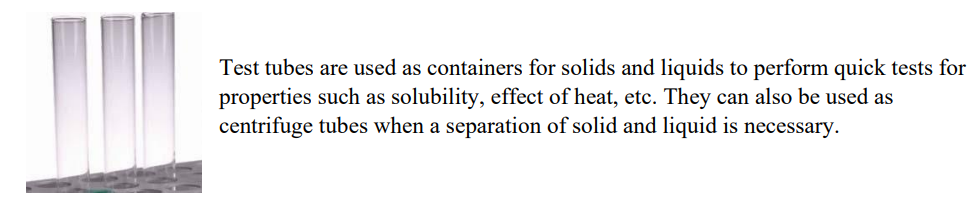 Test tubes are used as containers for solids and liquids to perform quick tests for
properties such as solubility, effect of heat, etc. They can also be used as
centrifuge tubes when a separation of solid and liquid is necessary.